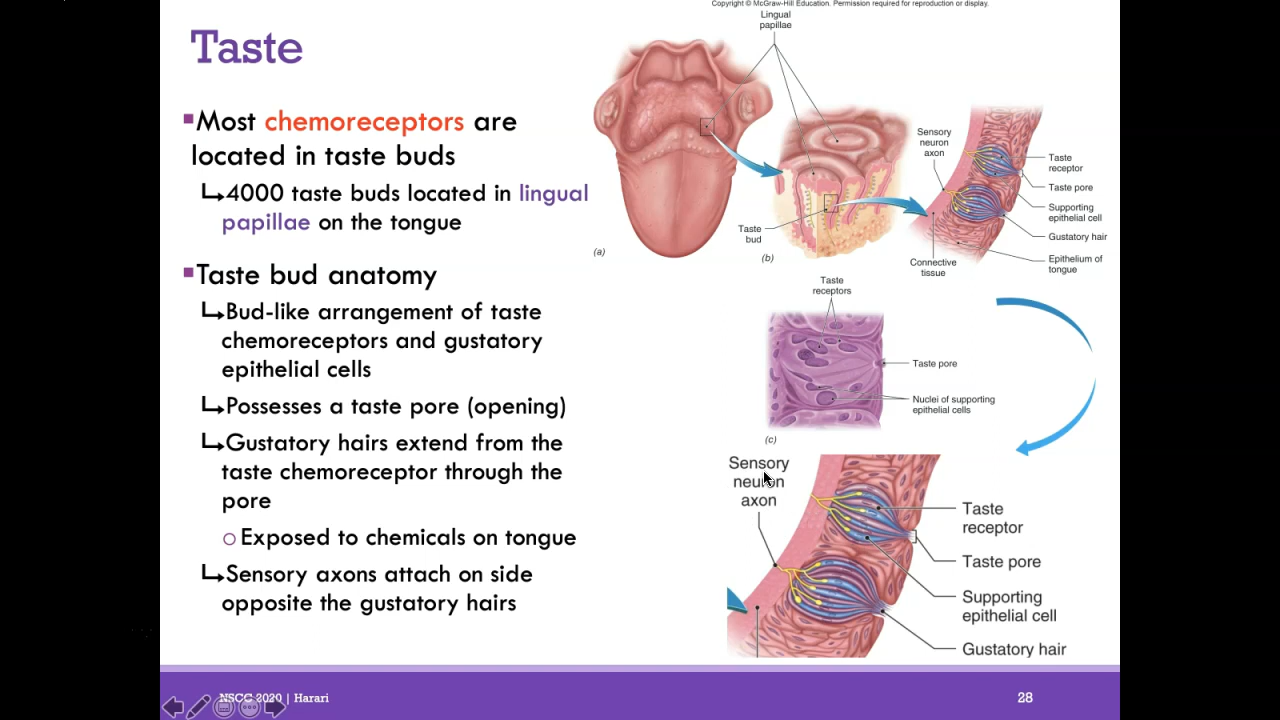 Copyright © McGraw-Hill Education. Permission required for reproduction or display.
Taste
▪Most chemoreceptors are
located in taste buds
↳4000 taste buds located in lingual
papillae on the tongue
▪Taste bud anatomy
↳Bud-like arrangement of taste
chemoreceptors and gustatory
epithelial cells
↳Possesses a taste pore (opening)
↳Gustatory hairs extend from the
taste chemoreceptor through the
pore
○Exposed to chemicals on tongue
↳Sensory axons attach on side
opposite the gustatory hairs
Lingual
papillae
(a)
Taste
bud
(b)
Sensory
neuron
axon
Connective
tissue
Taste
receptor
Taste pore
Supporting
epithelial cell
Gustatory hair
Epithelium of
tongue
Taste
receptors
Taste pore
Nuclei of supporting
epithelial cells
(c)
Sensory
neuron
axon
Taste
receptor
Taste pore
Supporting
epithelial cell
Gustatory hair
NSCC 2020 | Harari
28